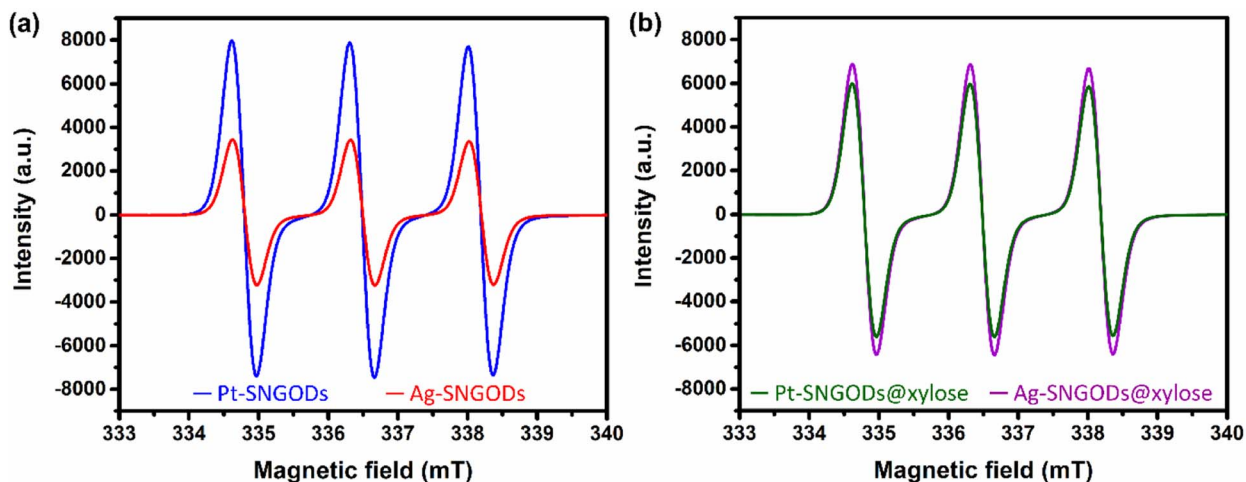 (a)
8000
6000
4000
2000
0
-2000
-4000
-6000
-8000
Intensity (a.u.)
Pt-SNGODs
Ag-SNGODs
333 334 335 336 337 338 339 340
Magnetic field (mT)
(b)
8000
6000
4000
2000
0
-2000
-4000
-6000
-8000
Intensity (a.u.)
Pt-SNGODs@xylose
Ag-SNGODs@xylose
333 334 335 336 337 338 339 340
Magnetic field (mT)